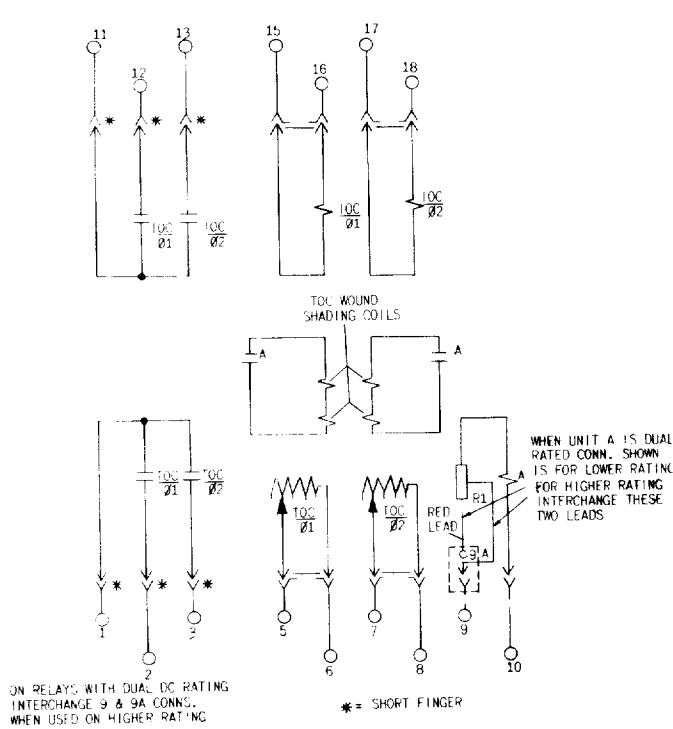 11
13
15
17
12
16
18
*
*
*
TOC
Ø1
TOC
Ø2
TOC
Ø1
TOC
Ø2
TOC WOUND
SHADING COILS
A
A
WHEN UNIT A IS DUAL
RATED CONN. SHOWN
IS FOR LOWER RATING
FOR HIGHER RATING
INTERCHANGE THESE
TWO LEADS
TOC
Ø1
TOC
Ø2
TOC
Ø1
TOC
Ø2
A
R1
RED
LEAD
9 A
*
*
*
1
2
3
5
6
7
8
9
10
ON RELAYS WITH DUAL DC RATING
INTERCHANGE 9 & 9A CONNS.
WHEN USED ON HIGHER RATING
* = SHORT FINGER